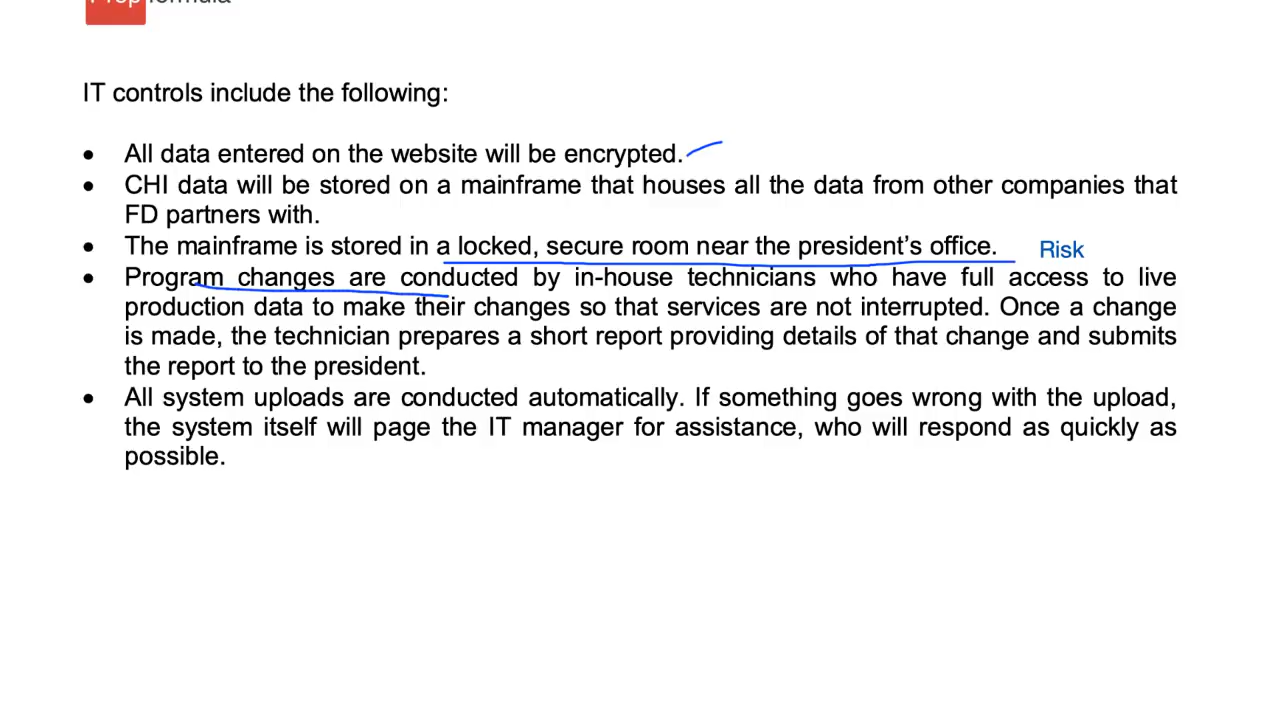 IT controls include the following:
• All data entered on the website will be encrypted.
• CHI data will be stored on a mainframe that houses all the data from other companies that
FD partners with.
• The mainframe is stored in a locked, secure room near the president's office. Risk
• Program changes are conducted by in-house technicians who have full access to live
production data to make their changes so that services are not interrupted. Once a change
is made, the technician prepares a short report providing details of that change and submits
the report to the president.
• All system uploads are conducted automatically. If something goes wrong with the upload,
the system itself will page the IT manager for assistance, who will respond as quickly as
possible.